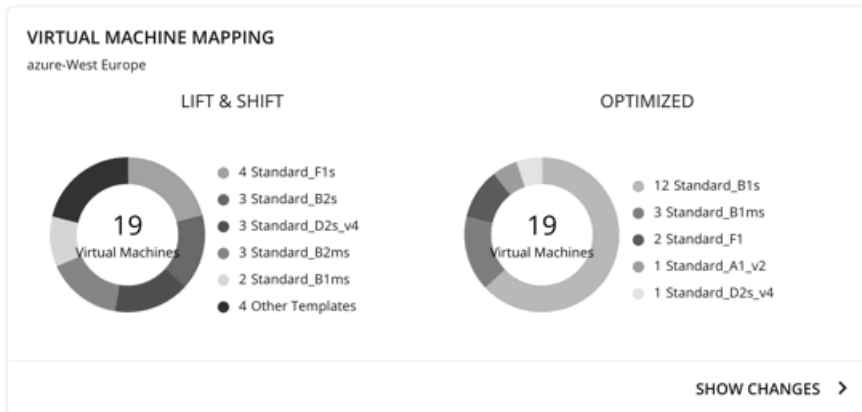 VIRTUAL MACHINE MAPPING
azure-West Europe
LIFT & SHIFT
19
Virtual Machines
4 Standard_F1s
3 Standard_B2s
3 Standard_D2s_v4
3 Standard_B2ms
2 Standard_B1ms
4 Other Templates
OPTIMIZED
19
Virtual Machines
12 Standard_B1s
3 Standard_B1ms
2 Standard_F1
1 Standard_A1_v2
1 Standard_D2s_v4
SHOW CHANGES